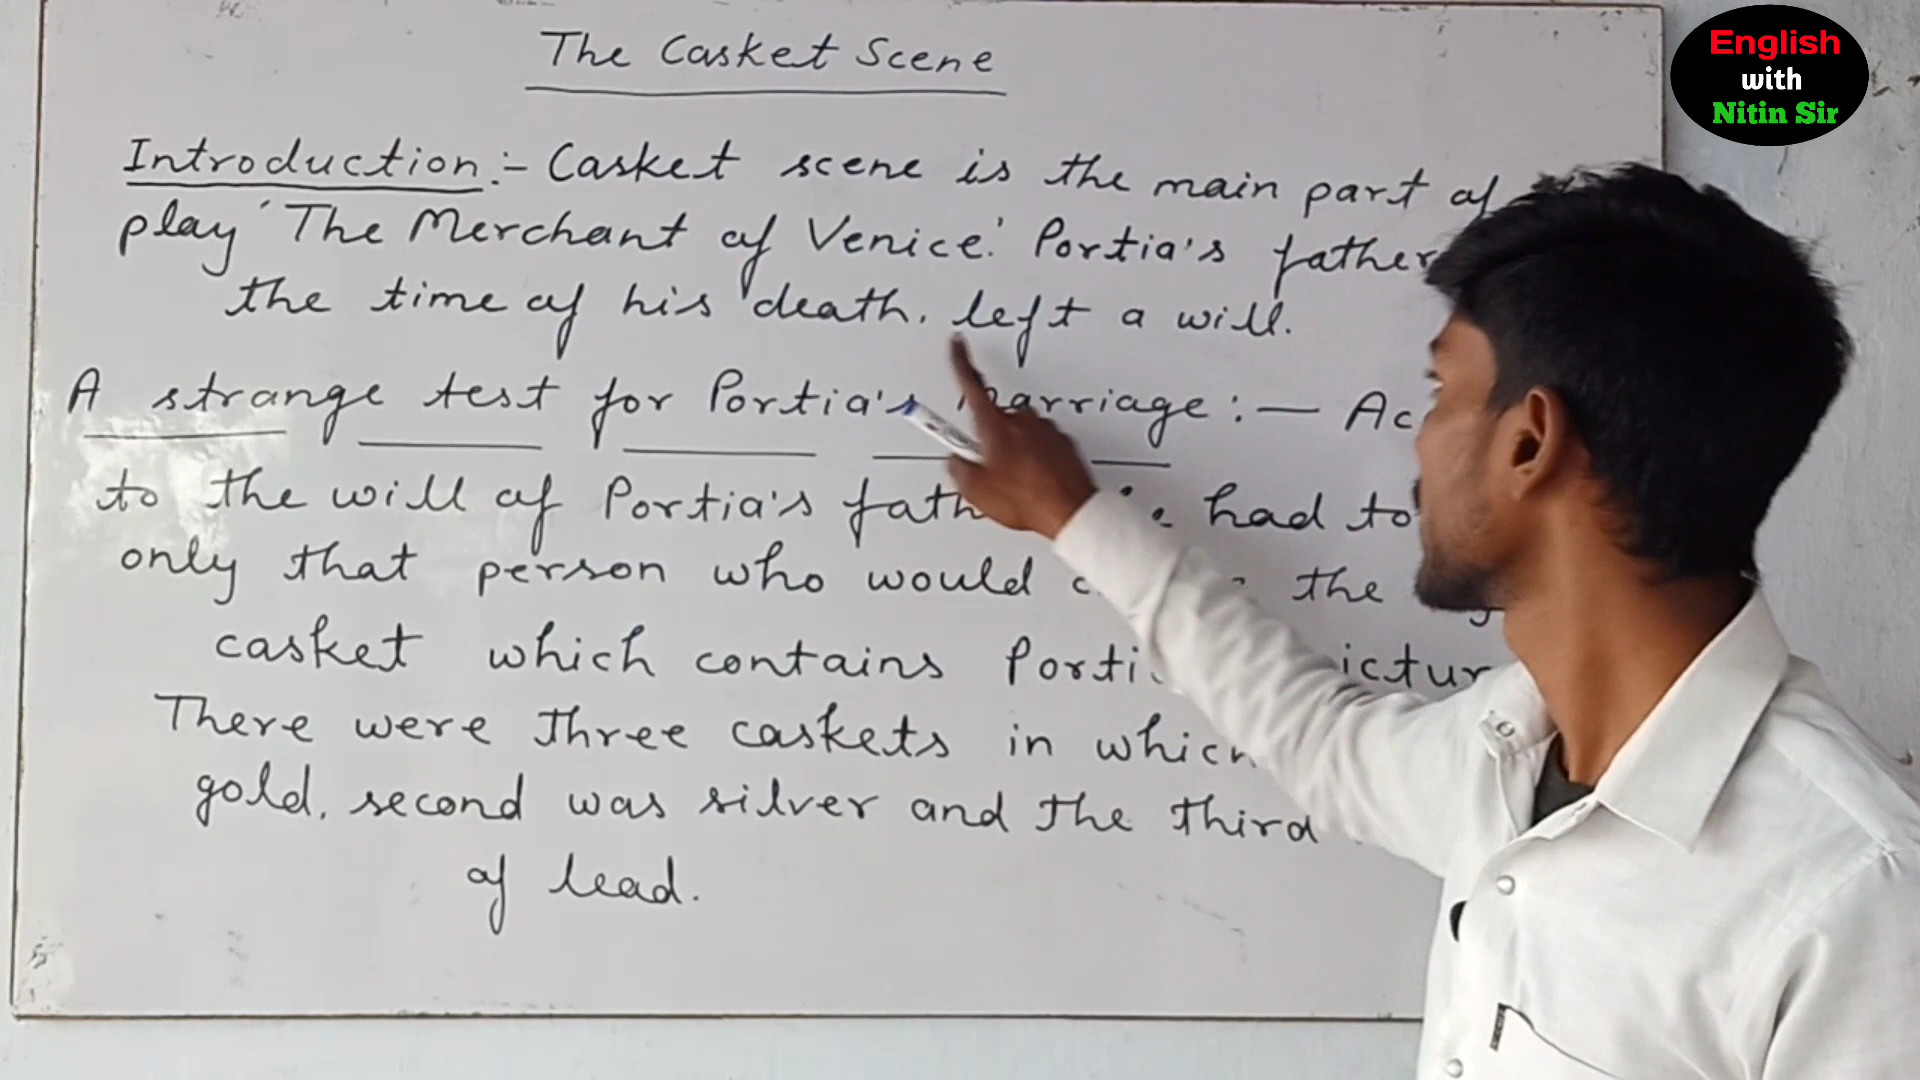 The Casket Scene
Introduction :- Casket scene is the main part of
play 'The Merchant of Venice.' Portia's father
the time of his death, left a will.
A strange test for Portia's Marriage :— Ac
to the will of Portia's fath had to
only that person who would the
casket which contains Porti ictur
There were three caskets in which
gold, second was silver and the third
of lead.
English
with
Nitin Sir